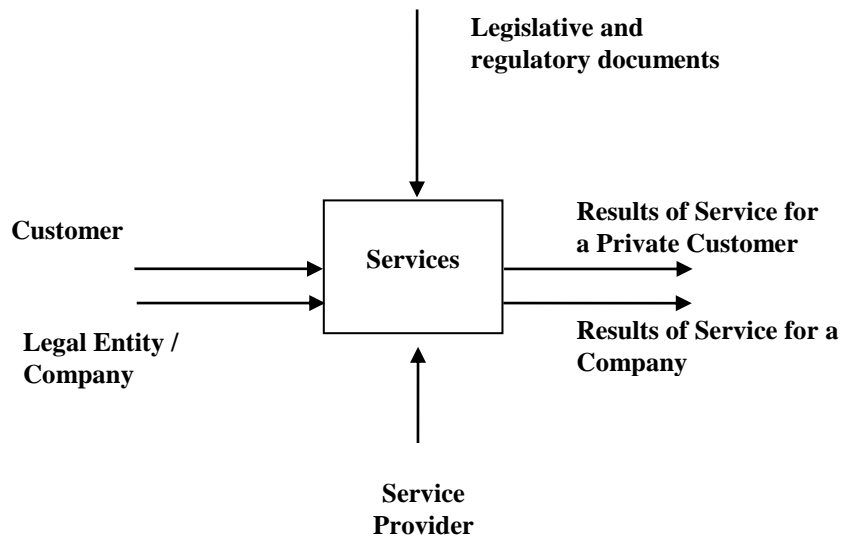 Legislative and
regulatory documents
Customer
Services
Results of Service for
a Private Customer
Legal Entity /
Company
Results of Service for a
Company
Service
Provider